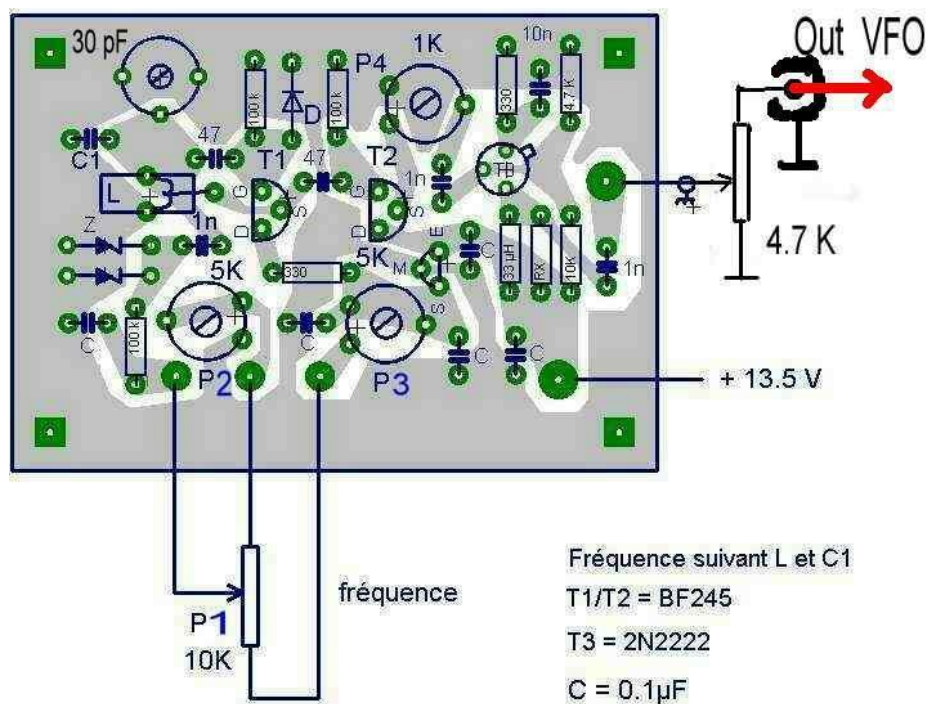 30 pF
P4
1K
10n
Out VFO
100 k
D
100 k
330
4.7 K
C1
47
T1
47
T2
1n
L
G
S
D
G
S
D
1n
Z
5K
330
5K
M
E
S
C
33 µH
RX
10K
1n
4.7 K
C
100 k
C
C
C
P2
P3
+ 13.5 V
fréquence
P1
10K
Fréquence suivant L et C1
T1/T2 = BF245
T3 = 2N2222
C = 0.1µF